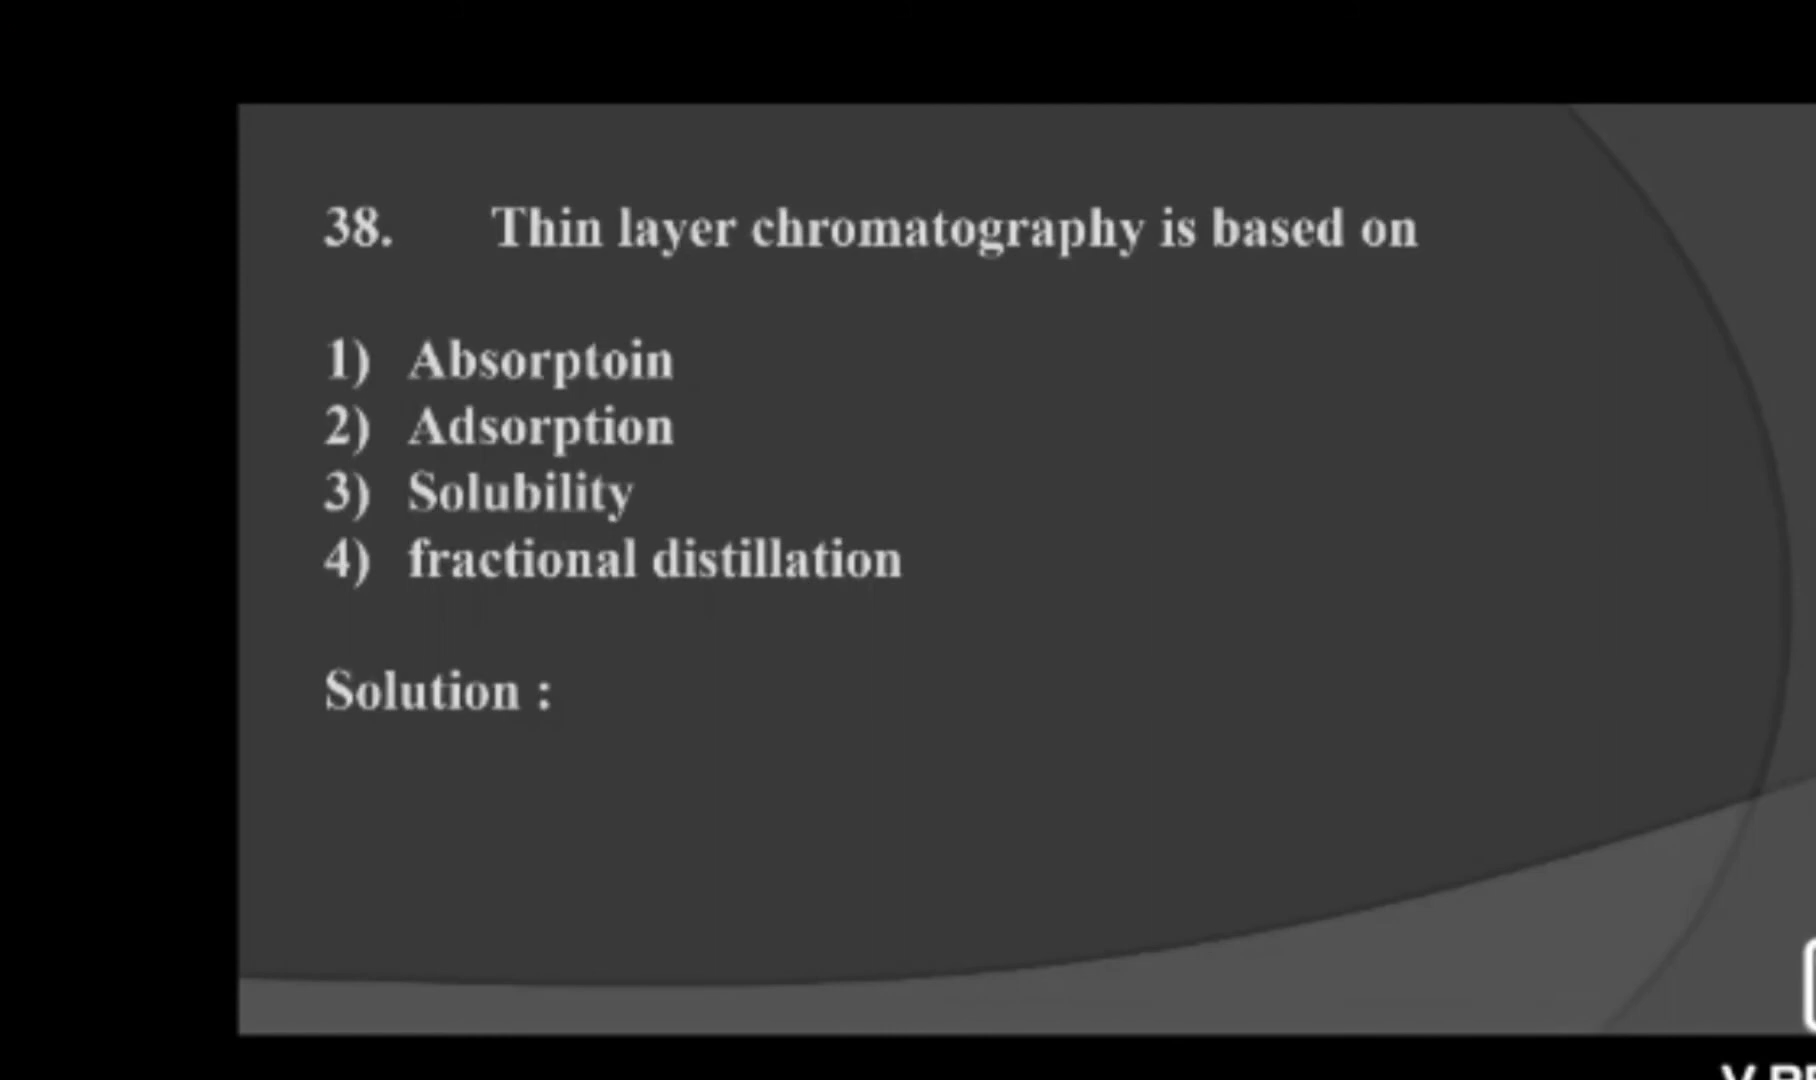 38. Thin layer chromatography is based on
1) Absorptoin
2) Adsorption
3) Solubility
4) fractional distillation
Solution :